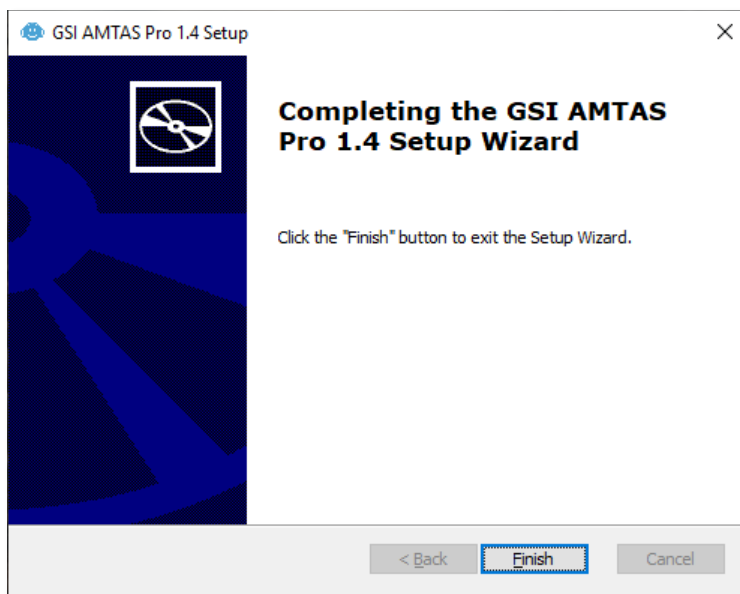 GSI AMTAS Pro 1.4 Setup
Completing the GSI AMTAS
Pro 1.4 Setup Wizard
Click the "Finish" button to exit the Setup Wizard.
< Back
Finish
Cancel